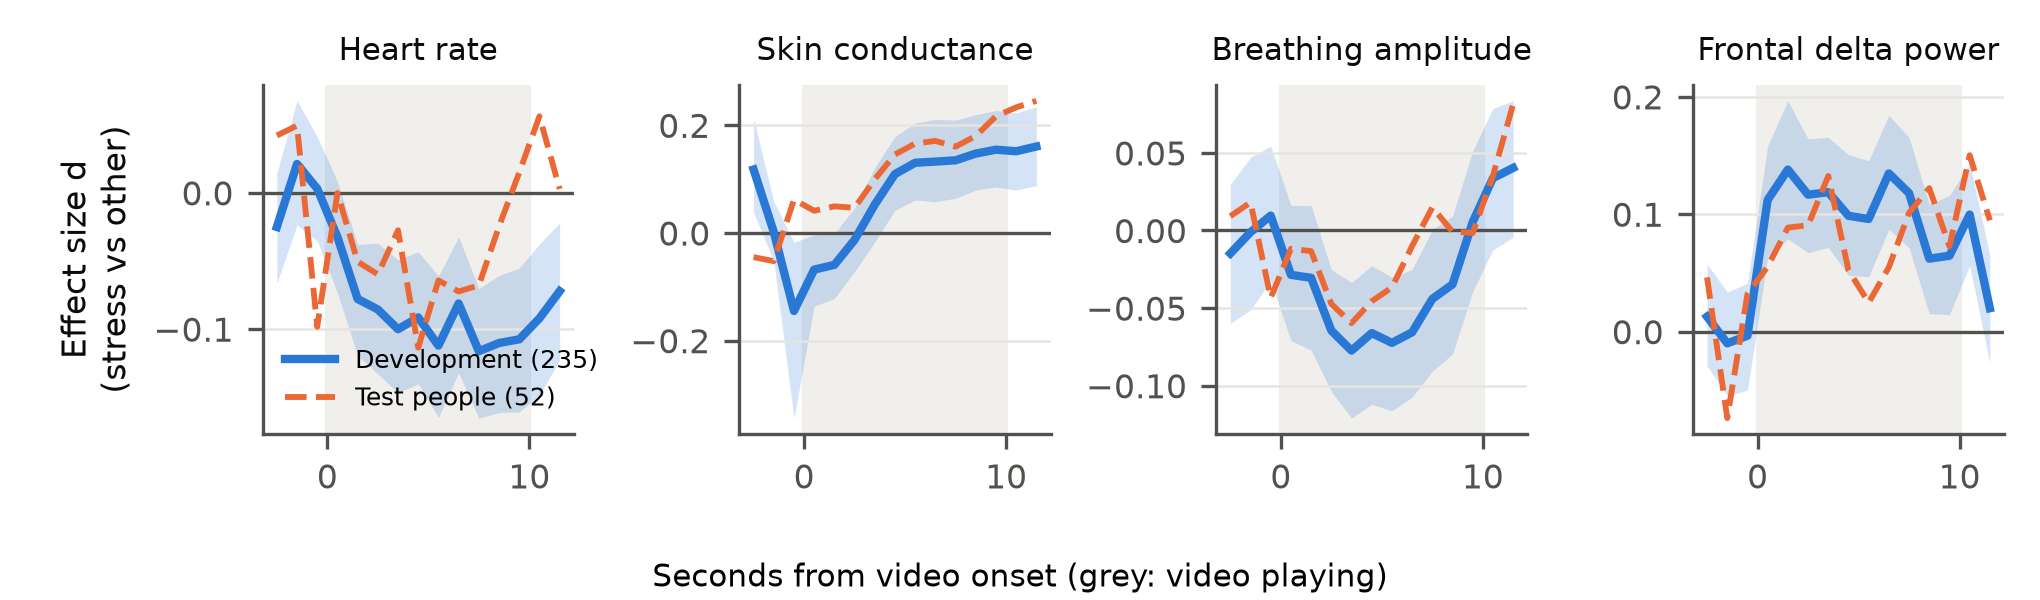 Heart rate
Skin conductance
Breathing amplitude
Frontal delta power
Effect size d
(stress vs other)
0.0
−0.1
0
10
Development (235)
Test people (52)
0.2
0.0
−0.2
0
10
0.05
0.00
−0.05
−0.10
0
10
0.2
0.1
0.0
0
10
Seconds from video onset (grey: video playing)